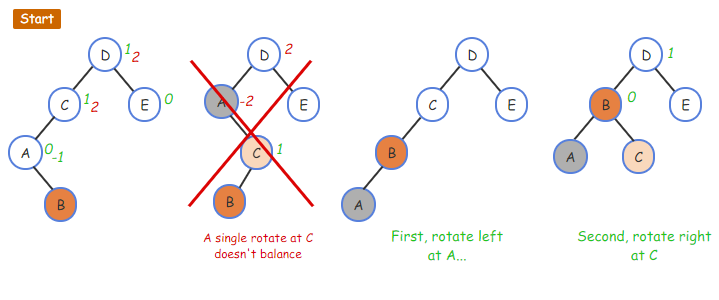 Start
D 1 2
C 1 2
E 0
A 0 -1
B
D 2
A -2
E
C 1
B
A single rotate at C
doesn't balance
D
C
E
B
A
First, rotate left
at A...
D 1
B 0
E
A
C
Second, rotate right
at C